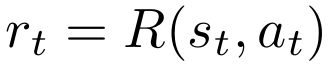 r_t = R(s_t, a_t)